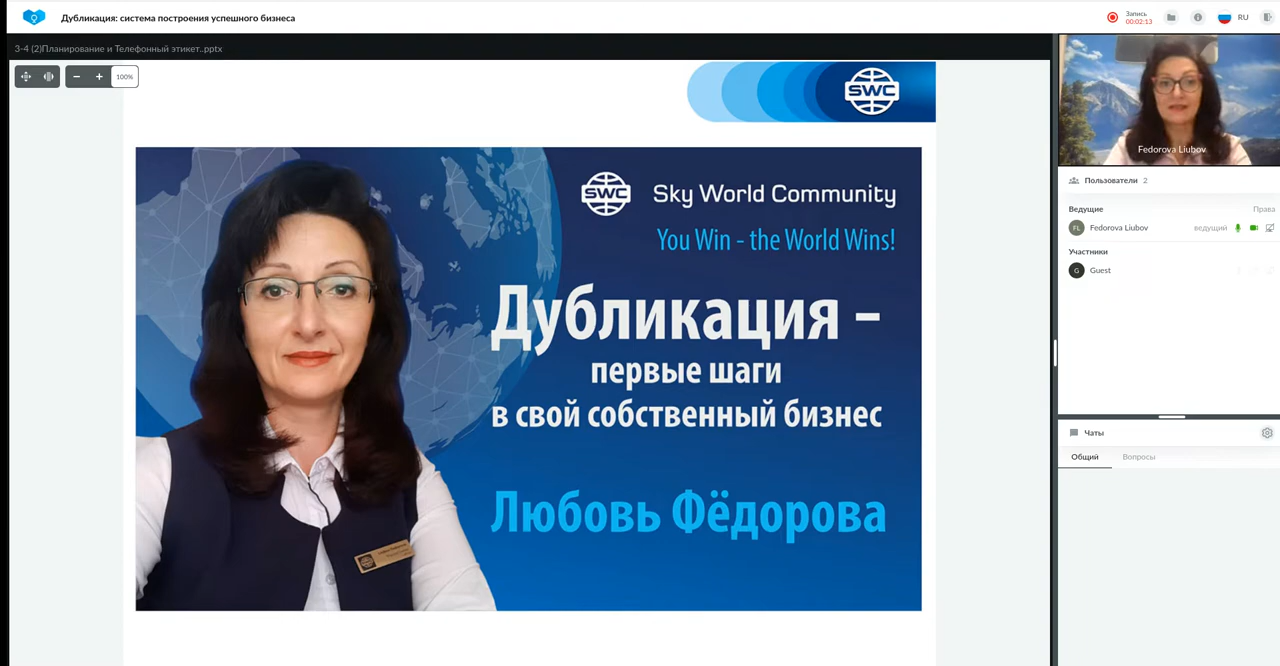 Дубликация: система построения успешного бизнеса
Запись
00:02:13
RU
3-4 (2)Планирование и Телефонный этикет..pptx
100%
SWC
SWC
Sky World Community
You Win - the World Wins!
Дубликация –
первые шаги
в свой собственный бизнес
Любовь Фёдорова
Fedorova Liubov
Пользователи 2
Ведущие
Права
FL
Fedorova Liubov
ведущий
Участники
G
Guest
Чаты
Общий
Вопросы